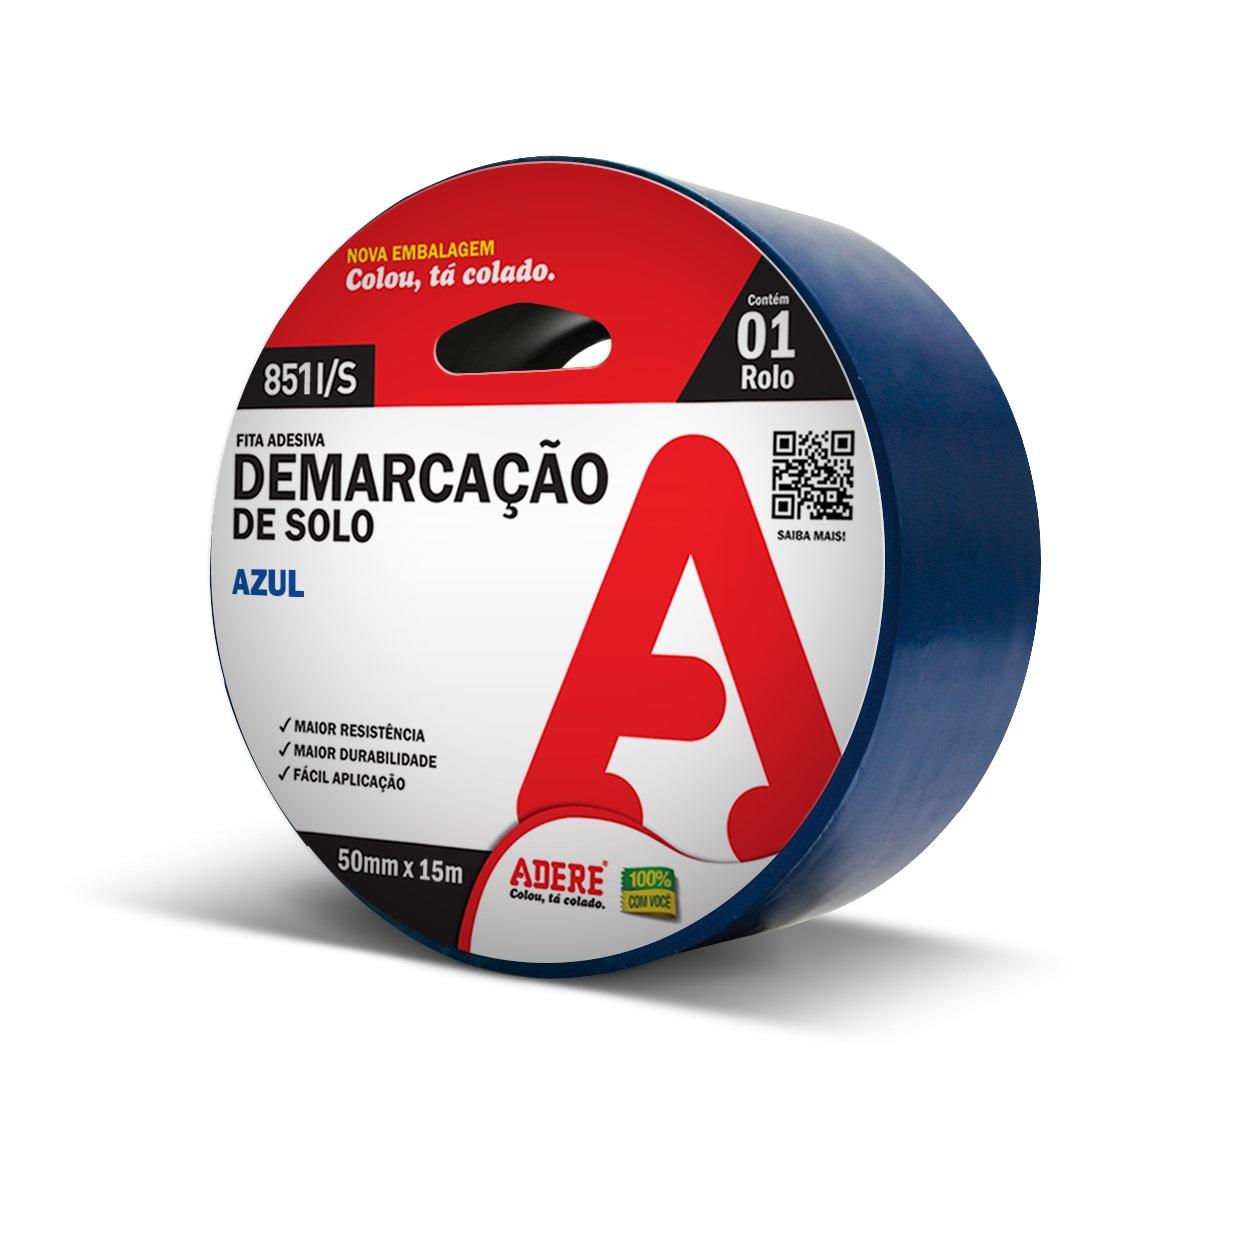 NOVA EMBALAGEM
Colou, tá colado.
Contém
01
Rolo
851I/S
FITA ADESIVA
DEMARCAÇÃO
DE SOLO
AZUL
SAIBA MAIS!
MAIOR RESISTÊNCIA
MAIOR DURABILIDADE
FÁCIL APLICAÇÃO
50mm x 15m
ADERE®
Colou, tá colado.
100%
COM VOCÊ